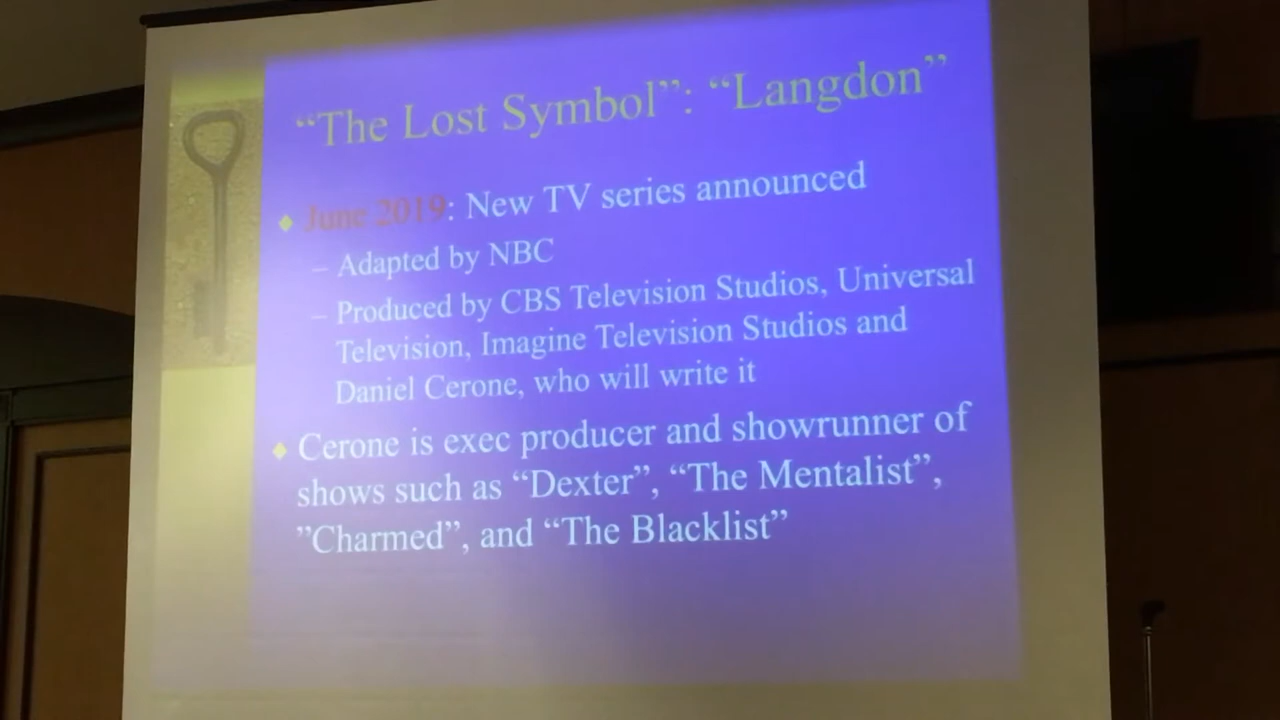 “The Lost Symbol”: “Langdon”
♦ June 2019: New TV series announced
– Adapted by NBC
– Produced by CBS Television Studios, Universal
Television, Imagine Television Studios and
Daniel Cerone, who will write it
♦ Cerone is exec producer and showrunner of
shows such as “Dexter”, “The Mentalist”,
”Charmed”, and “The Blacklist”